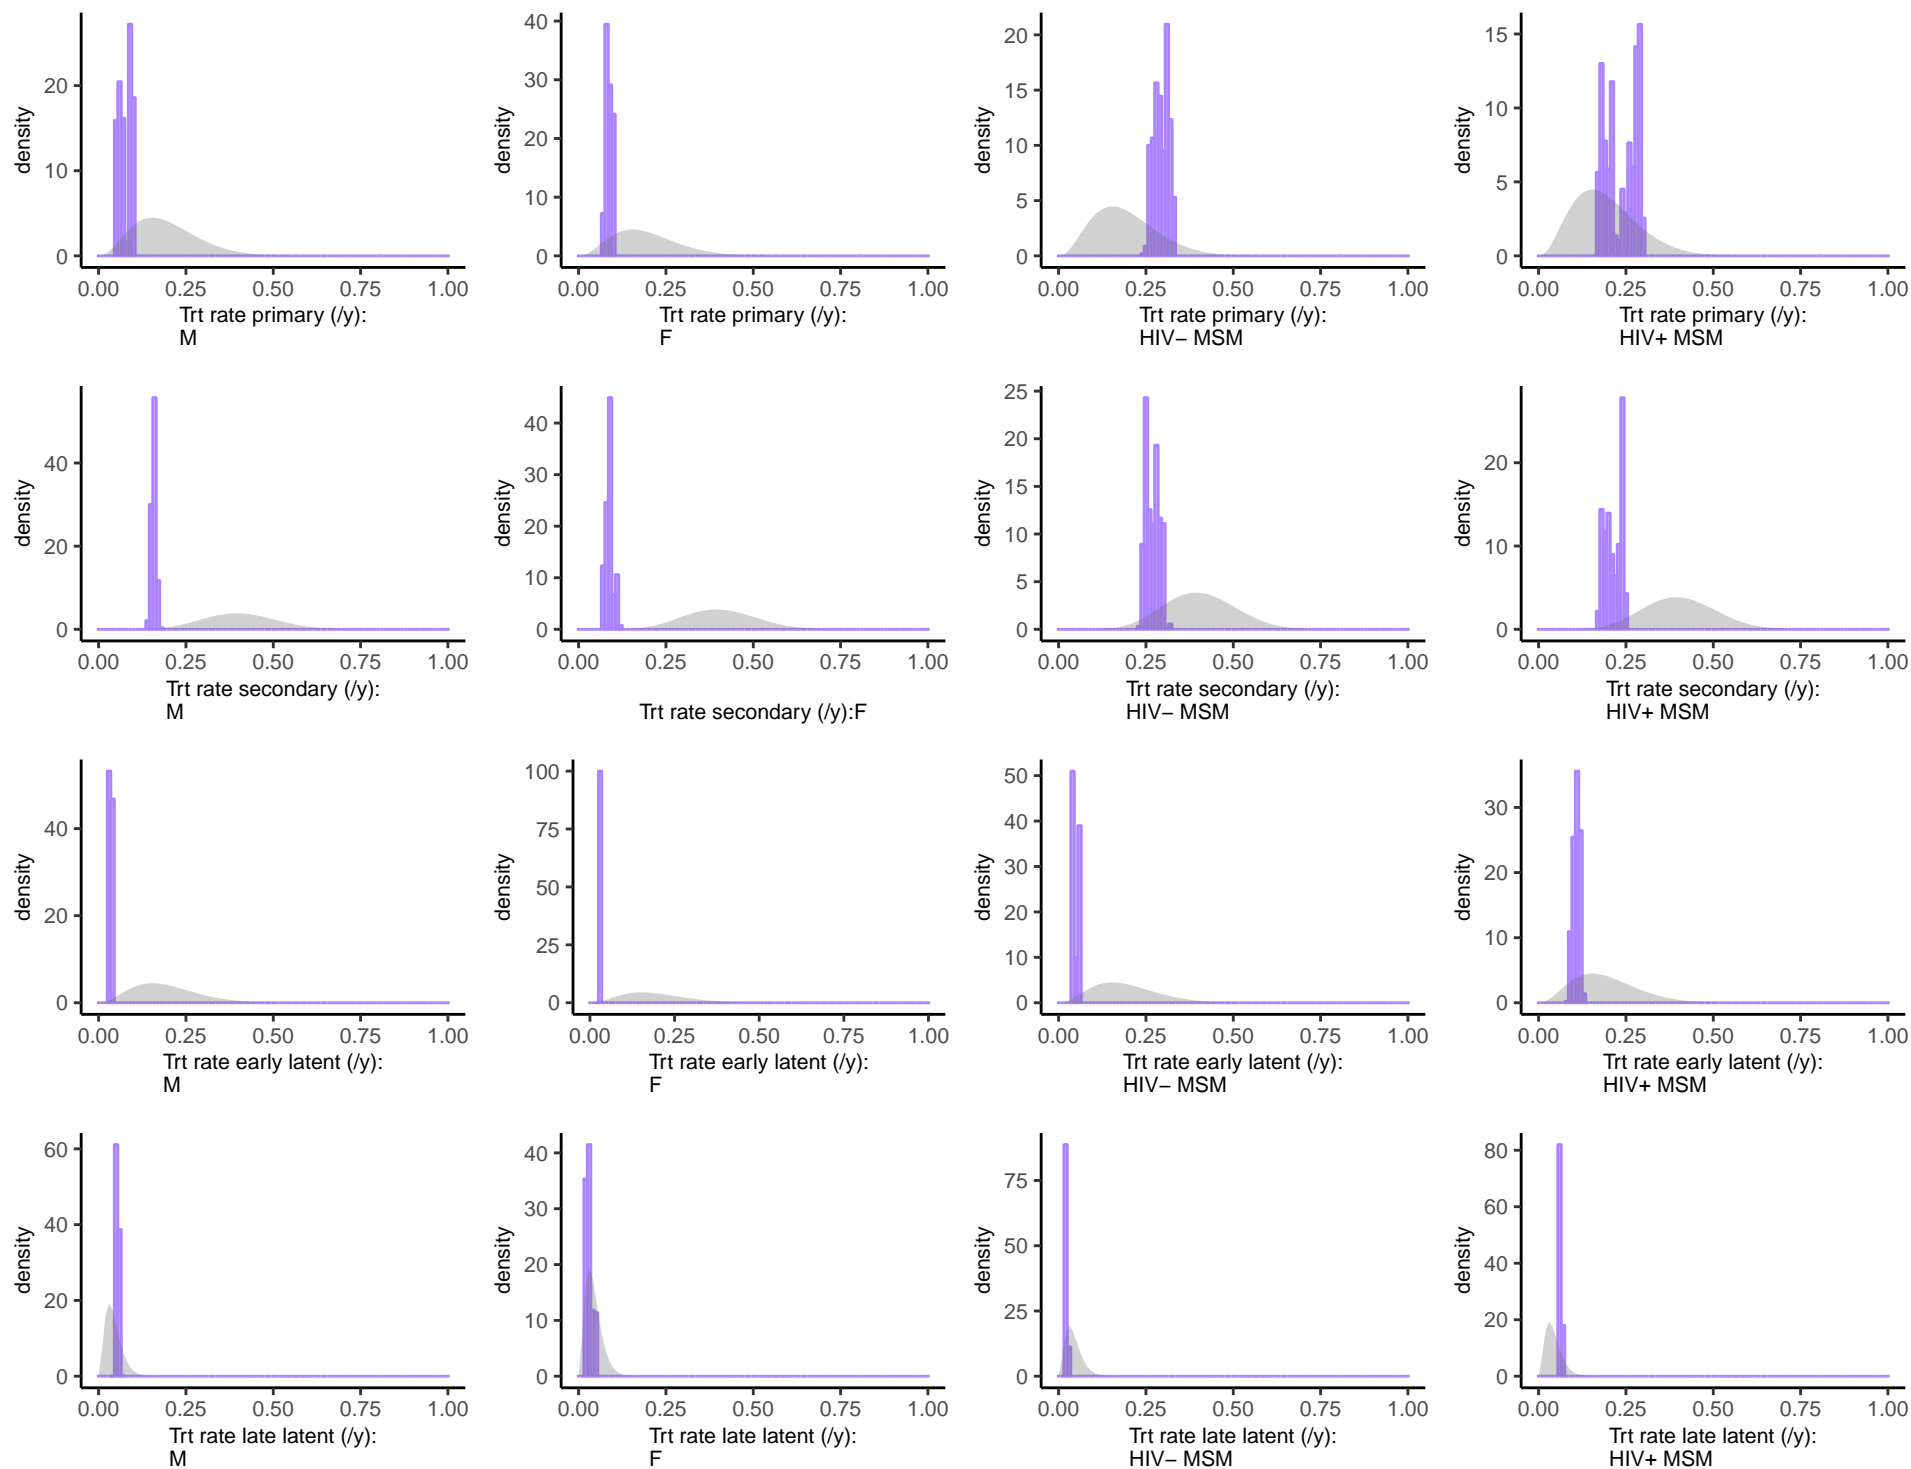 density
20
10
0
0.00 0.25 0.50 0.75 1.00
Trt rate primary (/y):
M
density
40
30
20
10
0
0.00 0.25 0.50 0.75 1.00
Trt rate primary (/y):
F
density
20
15
10
5
0
0.00 0.25 0.50 0.75 1.00
Trt rate primary (/y):
HIV− MSM
density
15
10
5
0
0.00 0.25 0.50 0.75 1.00
Trt rate primary (/y):
HIV+ MSM
density
40
20
0
0.00 0.25 0.50 0.75 1.00
Trt rate secondary (/y):
M
density
40
30
20
10
0
0.00 0.25 0.50 0.75 1.00
Trt rate secondary (/y):F
density
25
20
15
10
5
0
0.00 0.25 0.50 0.75 1.00
Trt rate secondary (/y):
HIV− MSM
density
20
10
0
0.00 0.25 0.50 0.75 1.00
Trt rate secondary (/y):
HIV+ MSM
density
40
20
0
0.00 0.25 0.50 0.75 1.00
Trt rate early latent (/y):
M
density
100
75
50
25
0
0.00 0.25 0.50 0.75 1.00
Trt rate early latent (/y):
F
density
50
40
30
20
10
0
0.00 0.25 0.50 0.75 1.00
Trt rate early latent (/y):
HIV− MSM
density
30
20
10
0
0.00 0.25 0.50 0.75 1.00
Trt rate early latent (/y):
HIV+ MSM
density
60
40
20
0
0.00 0.25 0.50 0.75 1.00
Trt rate late latent (/y):
M
density
40
30
20
10
0
0.00 0.25 0.50 0.75 1.00
Trt rate late latent (/y):
F
density
75
50
25
0
0.00 0.25 0.50 0.75 1.00
Trt rate late latent (/y):
HIV− MSM
density
80
60
40
20
0
0.00 0.25 0.50 0.75 1.00
Trt rate late latent (/y):
HIV+ MSM